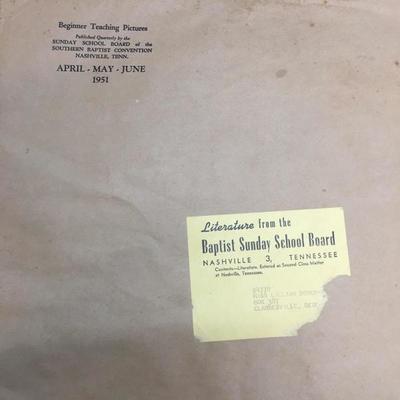 Beginner Teaching Pictures
Published Quarterly by the
SUNDAY SCHOOL BOARD of the
SOUTHERN BAPTIST CONVENTION
NASHVILLE, TENN.
APRIL - MAY - JUNE
1951
Literature from the
Baptist Sunday School Board
NASHVILLE 3, TENNESSEE
Contents—Literature, Entered as Second Class Matter
at Nashville, Tennessee.
MISS
BOX